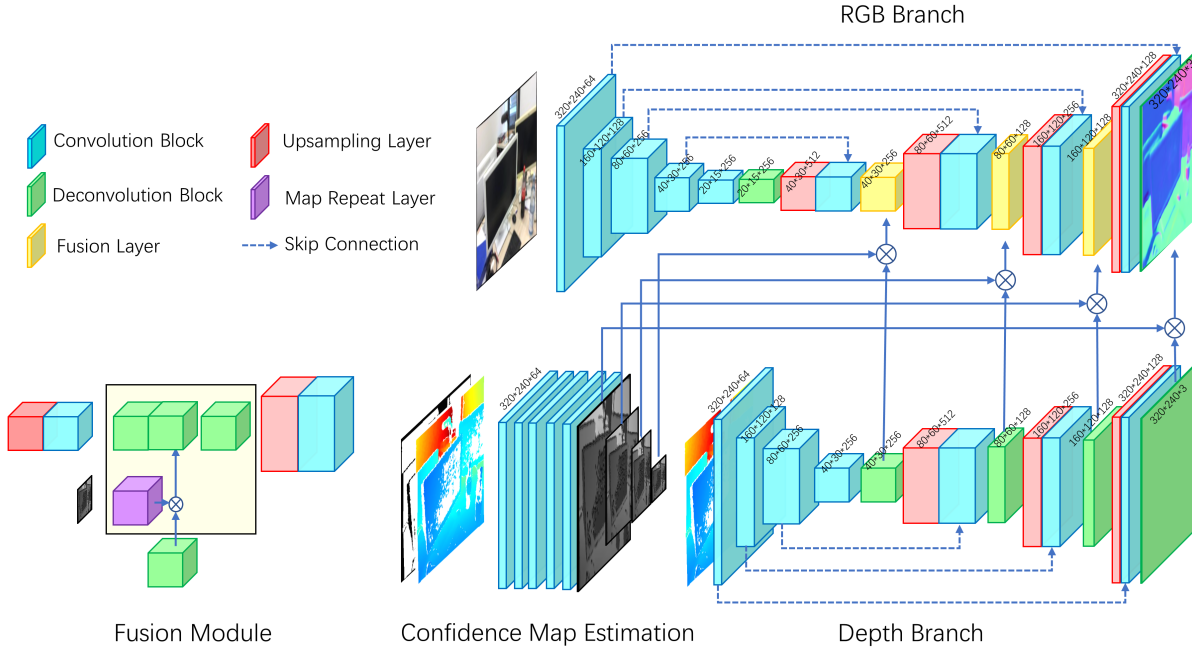 RGB Branch
Convolution Block
Upsampling Layer
Deconvolution Block
Map Repeat Layer
Fusion Layer
Skip Connection
320*240*64
160*120*128
80*60*256
40*30*256
20*15*256
20*15*256
40*30*512
40*30*256
80*60*512
80*60*128
160*120*256
160*120*128
320*240*128
320*240*3
320*240*64
320*240*64
160*120*128
80*60*256
40*30*256
40*30*256
80*60*512
80*60*128
160*120*256
160*120*128
320*240*128
320*240*3
Fusion Module
Confidence Map Estimation
Depth Branch